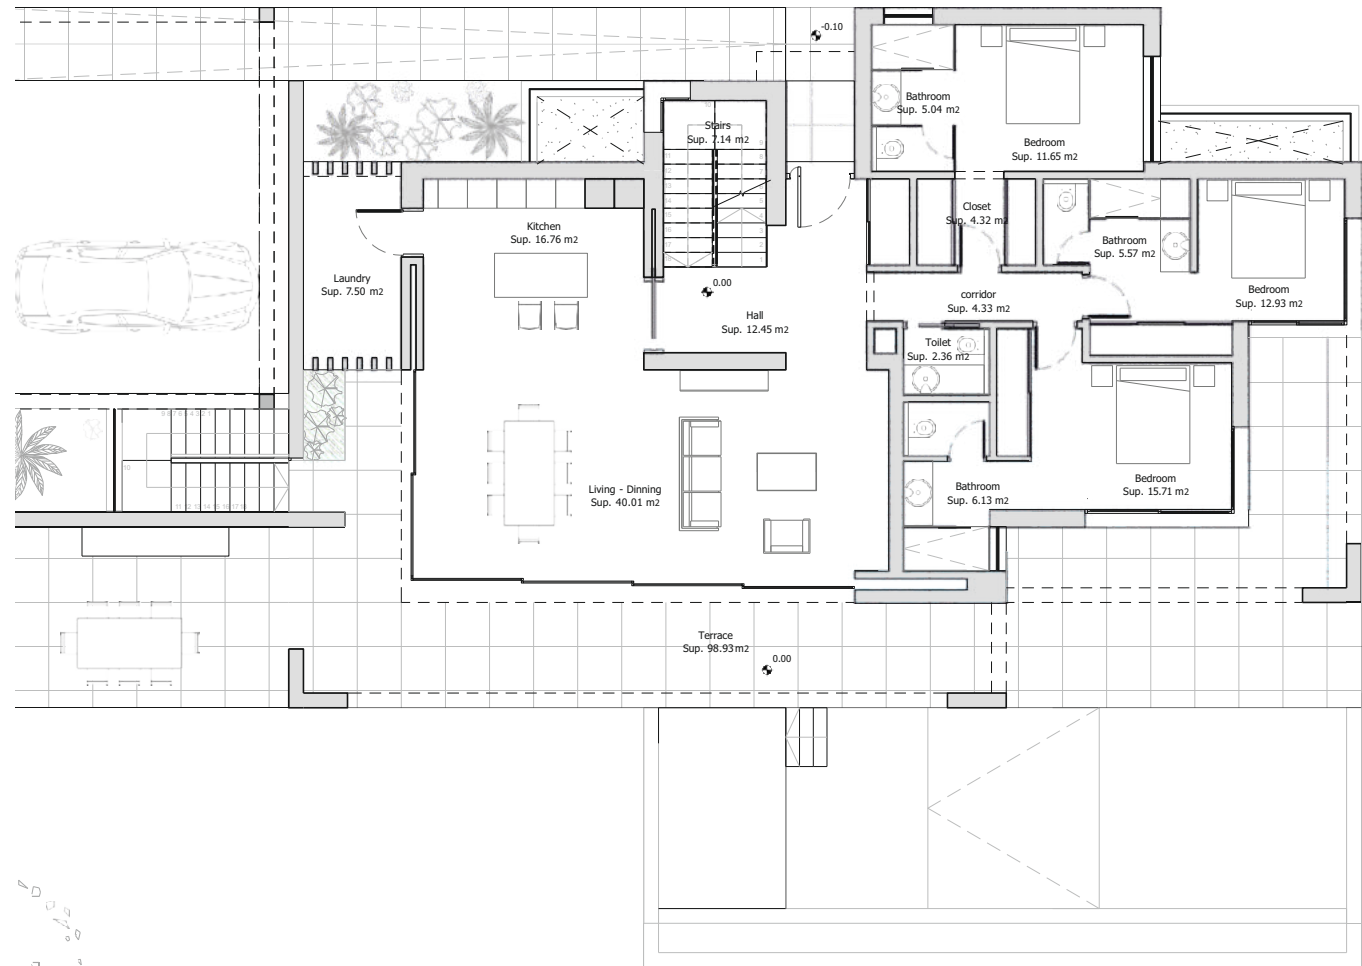 -0.10
Bathroom
Sup. 5.04 m2
Stairs
Sup. 7.14 m2
Bedroom
Sup. 11.65 m2
Closet
Sup. 4.32 m2
Kitchen
Sup. 16.76 m2
Bathroom
Sup. 5.57 m2
Laundry
Sup. 7.50 m2
0.00
Bedroom
Sup. 12.93 m2
corridor
Sup. 4.33 m2
Hall
Sup. 12.45 m2
Toilet
Sup. 2.36 m2
Living - Dinning
Sup. 40.01 m2
Bathroom
Sup. 6.13 m2
Bedroom
Sup. 15.71 m2
Terrace
Sup. 98.93m2
0.00